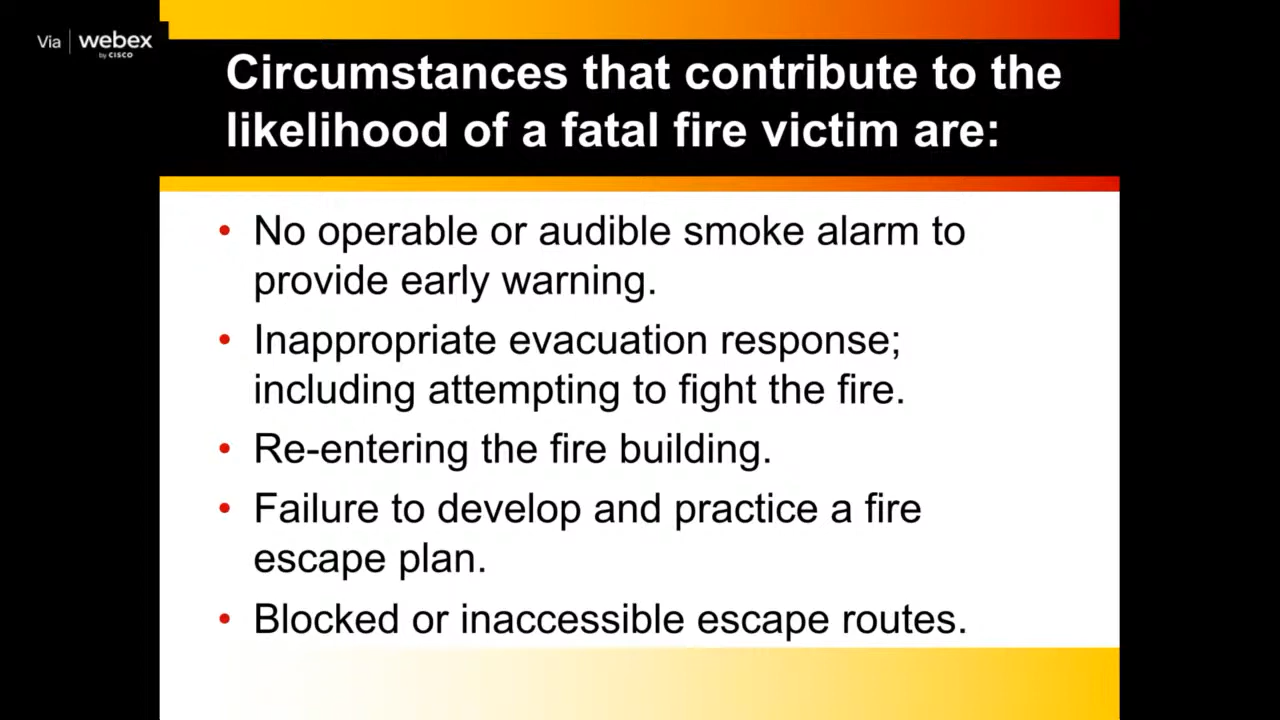 Via | webex
by CISCO
Circumstances that contribute to the
likelihood of a fatal fire victim are:
• No operable or audible smoke alarm to
provide early warning.
• Inappropriate evacuation response;
including attempting to fight the fire.
• Re-entering the fire building.
• Failure to develop and practice a fire
escape plan.
• Blocked or inaccessible escape routes.